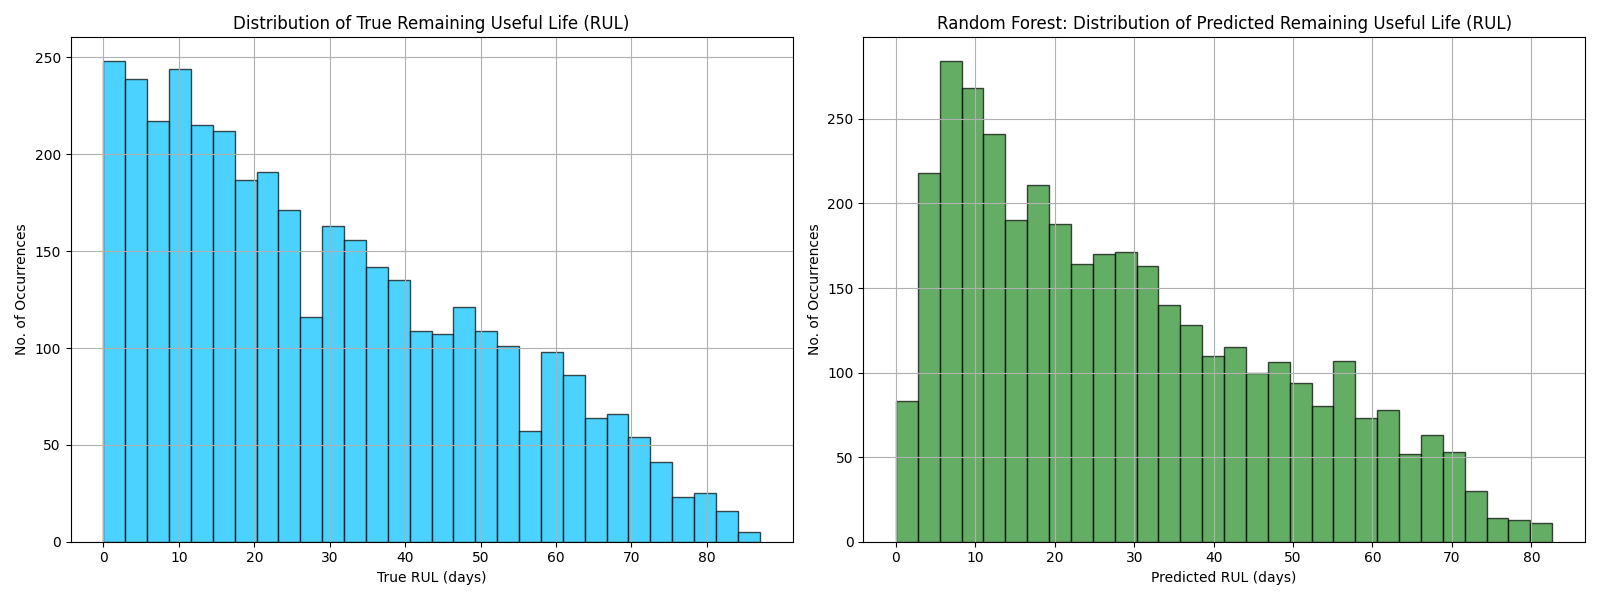 Distribution of True Remaining Useful Life (RUL)
No. of Occurrences
250
200
150
100
50
0
0 10 20 30 40 50 60 70 80
True RUL (days)
Random Forest: Distribution of Predicted Remaining Useful Life (RUL)
No. of Occurrences
250
200
150
100
50
0
0 10 20 30 40 50 60 70 80
Predicted RUL (days)